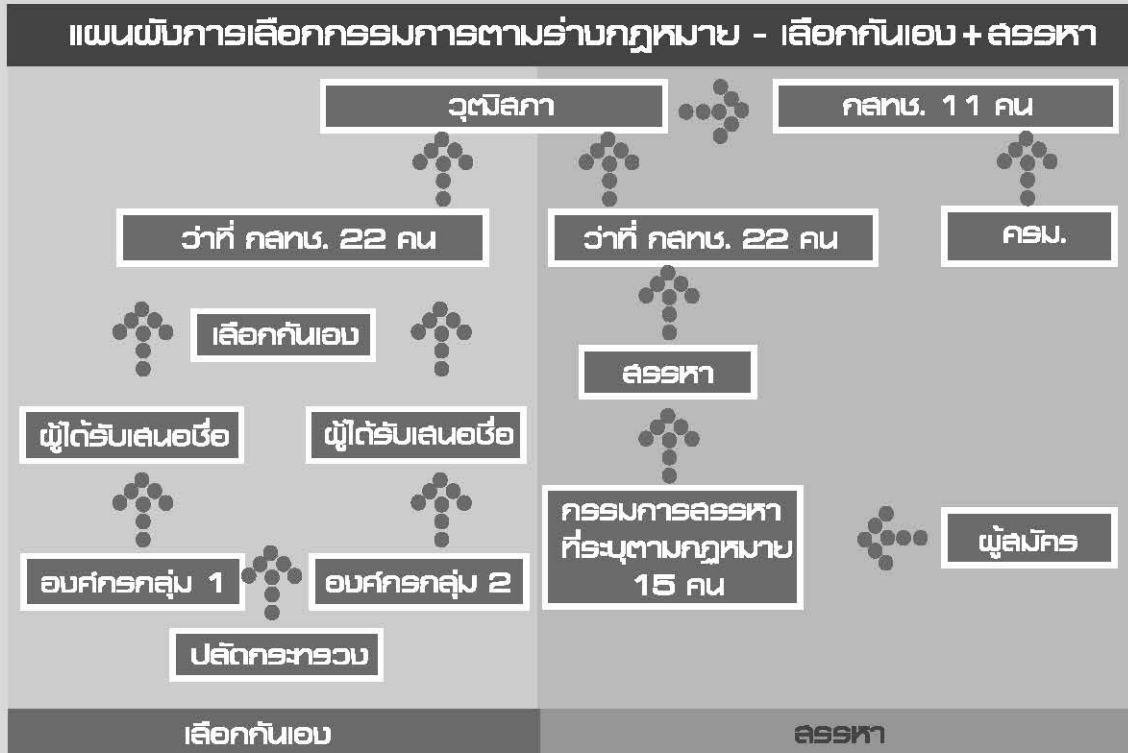 แผนผังการเลือกกรรมการตามร่างกฎหมาย - เลือกกันเอง+สรรหา
วุฒิสภา
กสทช. 11 คน
ว่าที่ กสทช. 22 คน
ว่าที่ กสทช. 22 คน
ครม.
เลือกกันเอง
สรรหา
ผู้ได้รับเสนอชื่อ
ผู้ได้รับเสนอชื่อ
กรรมการสรรหา
ที่ระบุตามกฎหมาย
15 คน
ผู้สมัคร
องค์กรกลุ่ม 1
องค์กรกลุ่ม 2
ปลัดกระทรวง
เลือกกันเอง
สรรหา